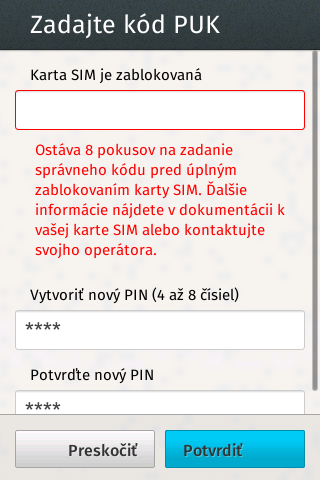 Zadajte kód PUK
Karta SIM je zablokovaná
Ostáva 8 pokusov na zadanie
správneho kódu pred úplným
zablokovaním karty SIM. Ďalšie
informácie nájdete v dokumentácii k
vašej karte SIM alebo kontaktujte
svojho operátora.
Vytvoriť nový PIN (4 až 8 čísiel)
****
Potvrďte nový PIN
****
Preskočiť
Potvrdiť